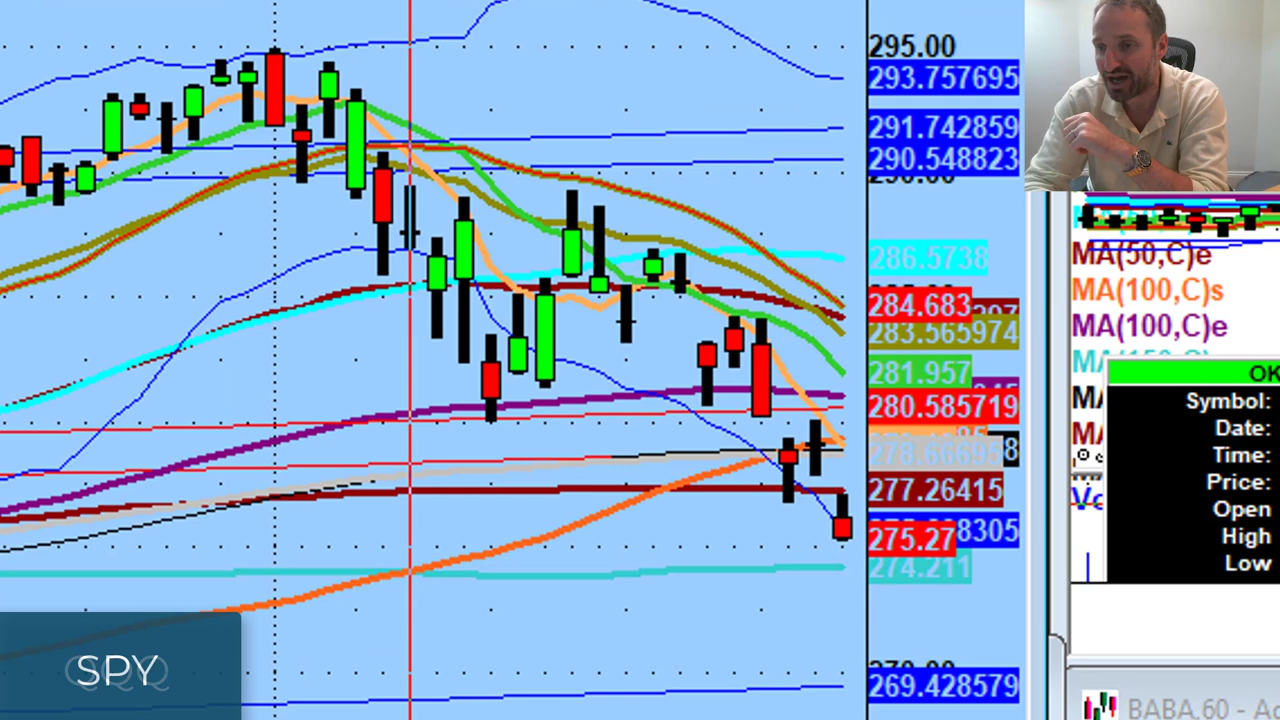 295.00
293.757695
291.742859
290.548823
286.5738
284.683
283.565974
281.957
280.585719
277.26415
275.27
274.211
269.428579
MA(50,C)e
MA(100,C)s
MA(100,C)e
OK
Symbol:
Date:
Time:
Price:
Open
High
Low
SPY
BABA.60 - Ad